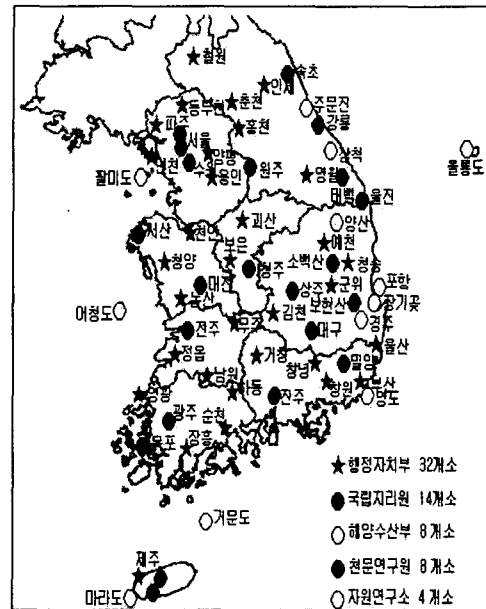 철원
속초
인제
동부천
춘천
주문진
파주
홍천
강릉
서울
양평
삼척
울릉도
인천
수원
원주
영월
팔미도
용인
태백
울진
괴산
양산
서산
천안
예천
보은
청양
청주
소백산
청송
대전
상주
군위
포항
논산
보현산
장기곶
어청도
김천
경주
전주
무주
대구
울산
정읍
거창
창녕
밀양
남원
부산
영광
하동
진주
창원
광주
순천
목포
장흥
거문도
제주
마라도
행정자치부 32개소
국립지리원 14개소
해양수산부 8개소
천문연구원 8개소
자원연구소 4개소